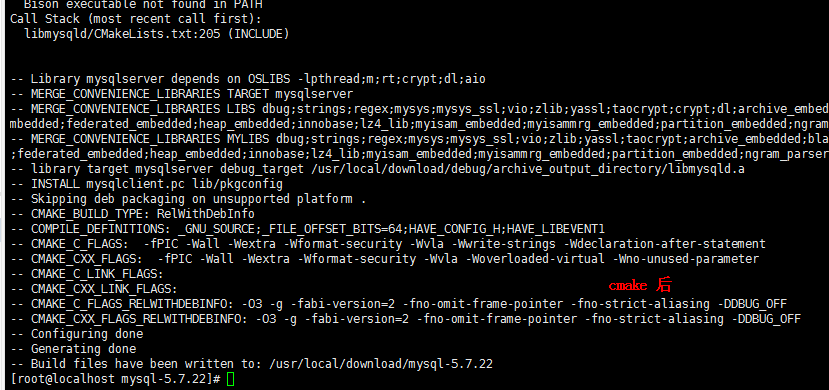 Bison executable not found in PATH
Call Stack (most recent call first):
libmysqld/CMakeLists.txt:205 (INCLUDE)
-- Library mysqlserver depends on OSLIBS -lpthread;m;rt;crypt;dl;aio
-- MERGE_CONVENIENCE_LIBRARIES TARGET mysqlserver
-- MERGE_CONVENIENCE_LIBRARIES LIBS dbug;strings;regex;mysys;mysys_ssl;vio;zlib;yassl;taocrypt;crypt;dl;archive_embed
mbedded;federated_embedded;heap_embedded;innobase;lz4_lib;myisam_embedded;myisammrg_embedded;partition_embedded;ngram
-- MERGE_CONVENIENCE_LIBRARIES MYLIBS dbug;strings;regex;mysys;mysys_ssl;vio;zlib;yassl;taocrypt;archive_embedded;bla
;federated_embedded;heap_embedded;innobase;lz4_lib;myisam_embedded;myisammrg_embedded;partition_embedded;ngram_parser
-- library target mysqlserver debug_target /usr/local/download/debug/archive_output_directory/libmysqld.a
-- INSTALL mysqlclient.pc lib/pkgconfig
-- Skipping deb packaging on unsupported platform .
-- CMAKE_BUILD_TYPE: RelWithDebInfo
-- COMPILE_DEFINITIONS: _GNU_SOURCE;_FILE_OFFSET_BITS=64;HAVE_CONFIG_H;HAVE_LIBEVENT1
-- CMAKE_C_FLAGS:  -fPIC -Wall -Wextra -Wformat-security -Wvla -Wwrite-strings -Wdeclaration-after-statement
-- CMAKE_CXX_FLAGS:  -fPIC -Wall -Wextra -Wformat-security -Wvla -Woverloaded-virtual -Wno-unused-parameter
-- CMAKE_C_LINK_FLAGS:
-- CMAKE_CXX_LINK_FLAGS:
cmake 后
-- CMAKE_C_FLAGS_RELWITHDEBINFO: -O3 -g -fabi-version=2 -fno-omit-frame-pointer -fno-strict-aliasing -DDBUG_OFF
-- CMAKE_CXX_FLAGS_RELWITHDEBINFO: -O3 -g -fabi-version=2 -fno-omit-frame-pointer -fno-strict-aliasing -DDBUG_OFF
-- Configuring done
-- Generating done
-- Build files have been written to: /usr/local/download/mysql-5.7.22
[root@localhost mysql-5.7.22]#